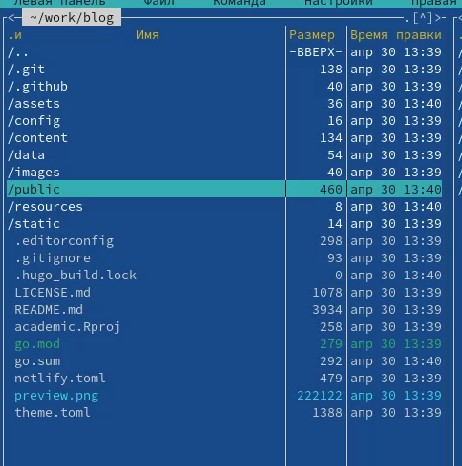 Левая панель Файл Команда Настройки Правая
<- ~/work/blog .[^]>
.и Имя Размер Время правки
/.. -ВВЕРХ- апр 30 13:39
/.git 138 апр 30 13:39
/.github 40 апр 30 13:39
/assets 36 апр 30 13:40
/config 16 апр 30 13:39
/content 134 апр 30 13:39
/data 54 апр 30 13:39
/images 40 апр 30 13:39
/public 460 апр 30 13:40
/resources 8 апр 30 13:40
/static 14 апр 30 13:39
.editorconfig 298 апр 30 13:39
.gitignore 93 апр 30 13:39
.hugo_build.lock 0 апр 30 13:40
LICENSE.md 1078 апр 30 13:39
README.md 3934 апр 30 13:39
academic.Rproj 258 апр 30 13:39
go.mod 279 апр 30 13:39
go.sum 292 апр 30 13:40
netlify.toml 479 апр 30 13:39
preview.png 222122 апр 30 13:39
theme.toml 1388 апр 30 13:39